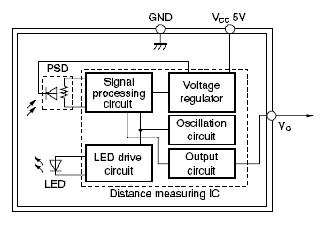 GND
VCC 5V
PSD
Signal
processing
circuit
Voltage
regulator
Oscillation
circuit
VO
LED drive
circuit
Output
circuit
LED
Distance measuring IC